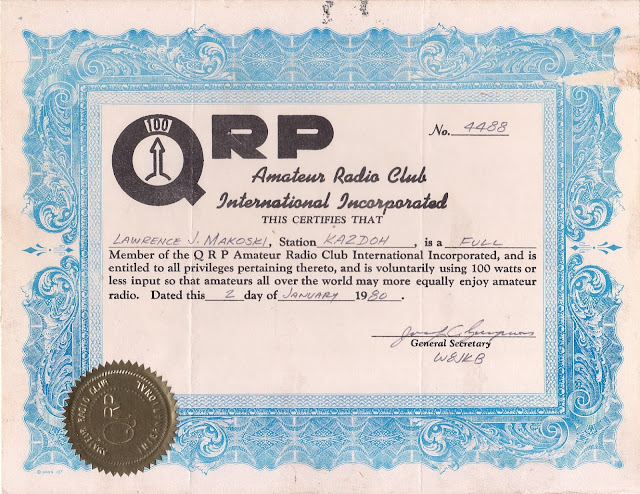 100
QRP
No. 4488
Amateur Radio Club
International Incorporated
THIS CERTIFIES THAT
LAWRENCE J. MAKOSKI, Station KA2DOH, is a FULL
Member of the Q R P Amateur Radio Club International Incorporated, and is
entitled to all privileges pertaining thereto, and is voluntarily using 100 watts or
less input so that amateurs all over the world may more equally enjoy amateur
radio. Dated this 2 day of JANUARY 1980.
General Secretary
W8JKB
QRP